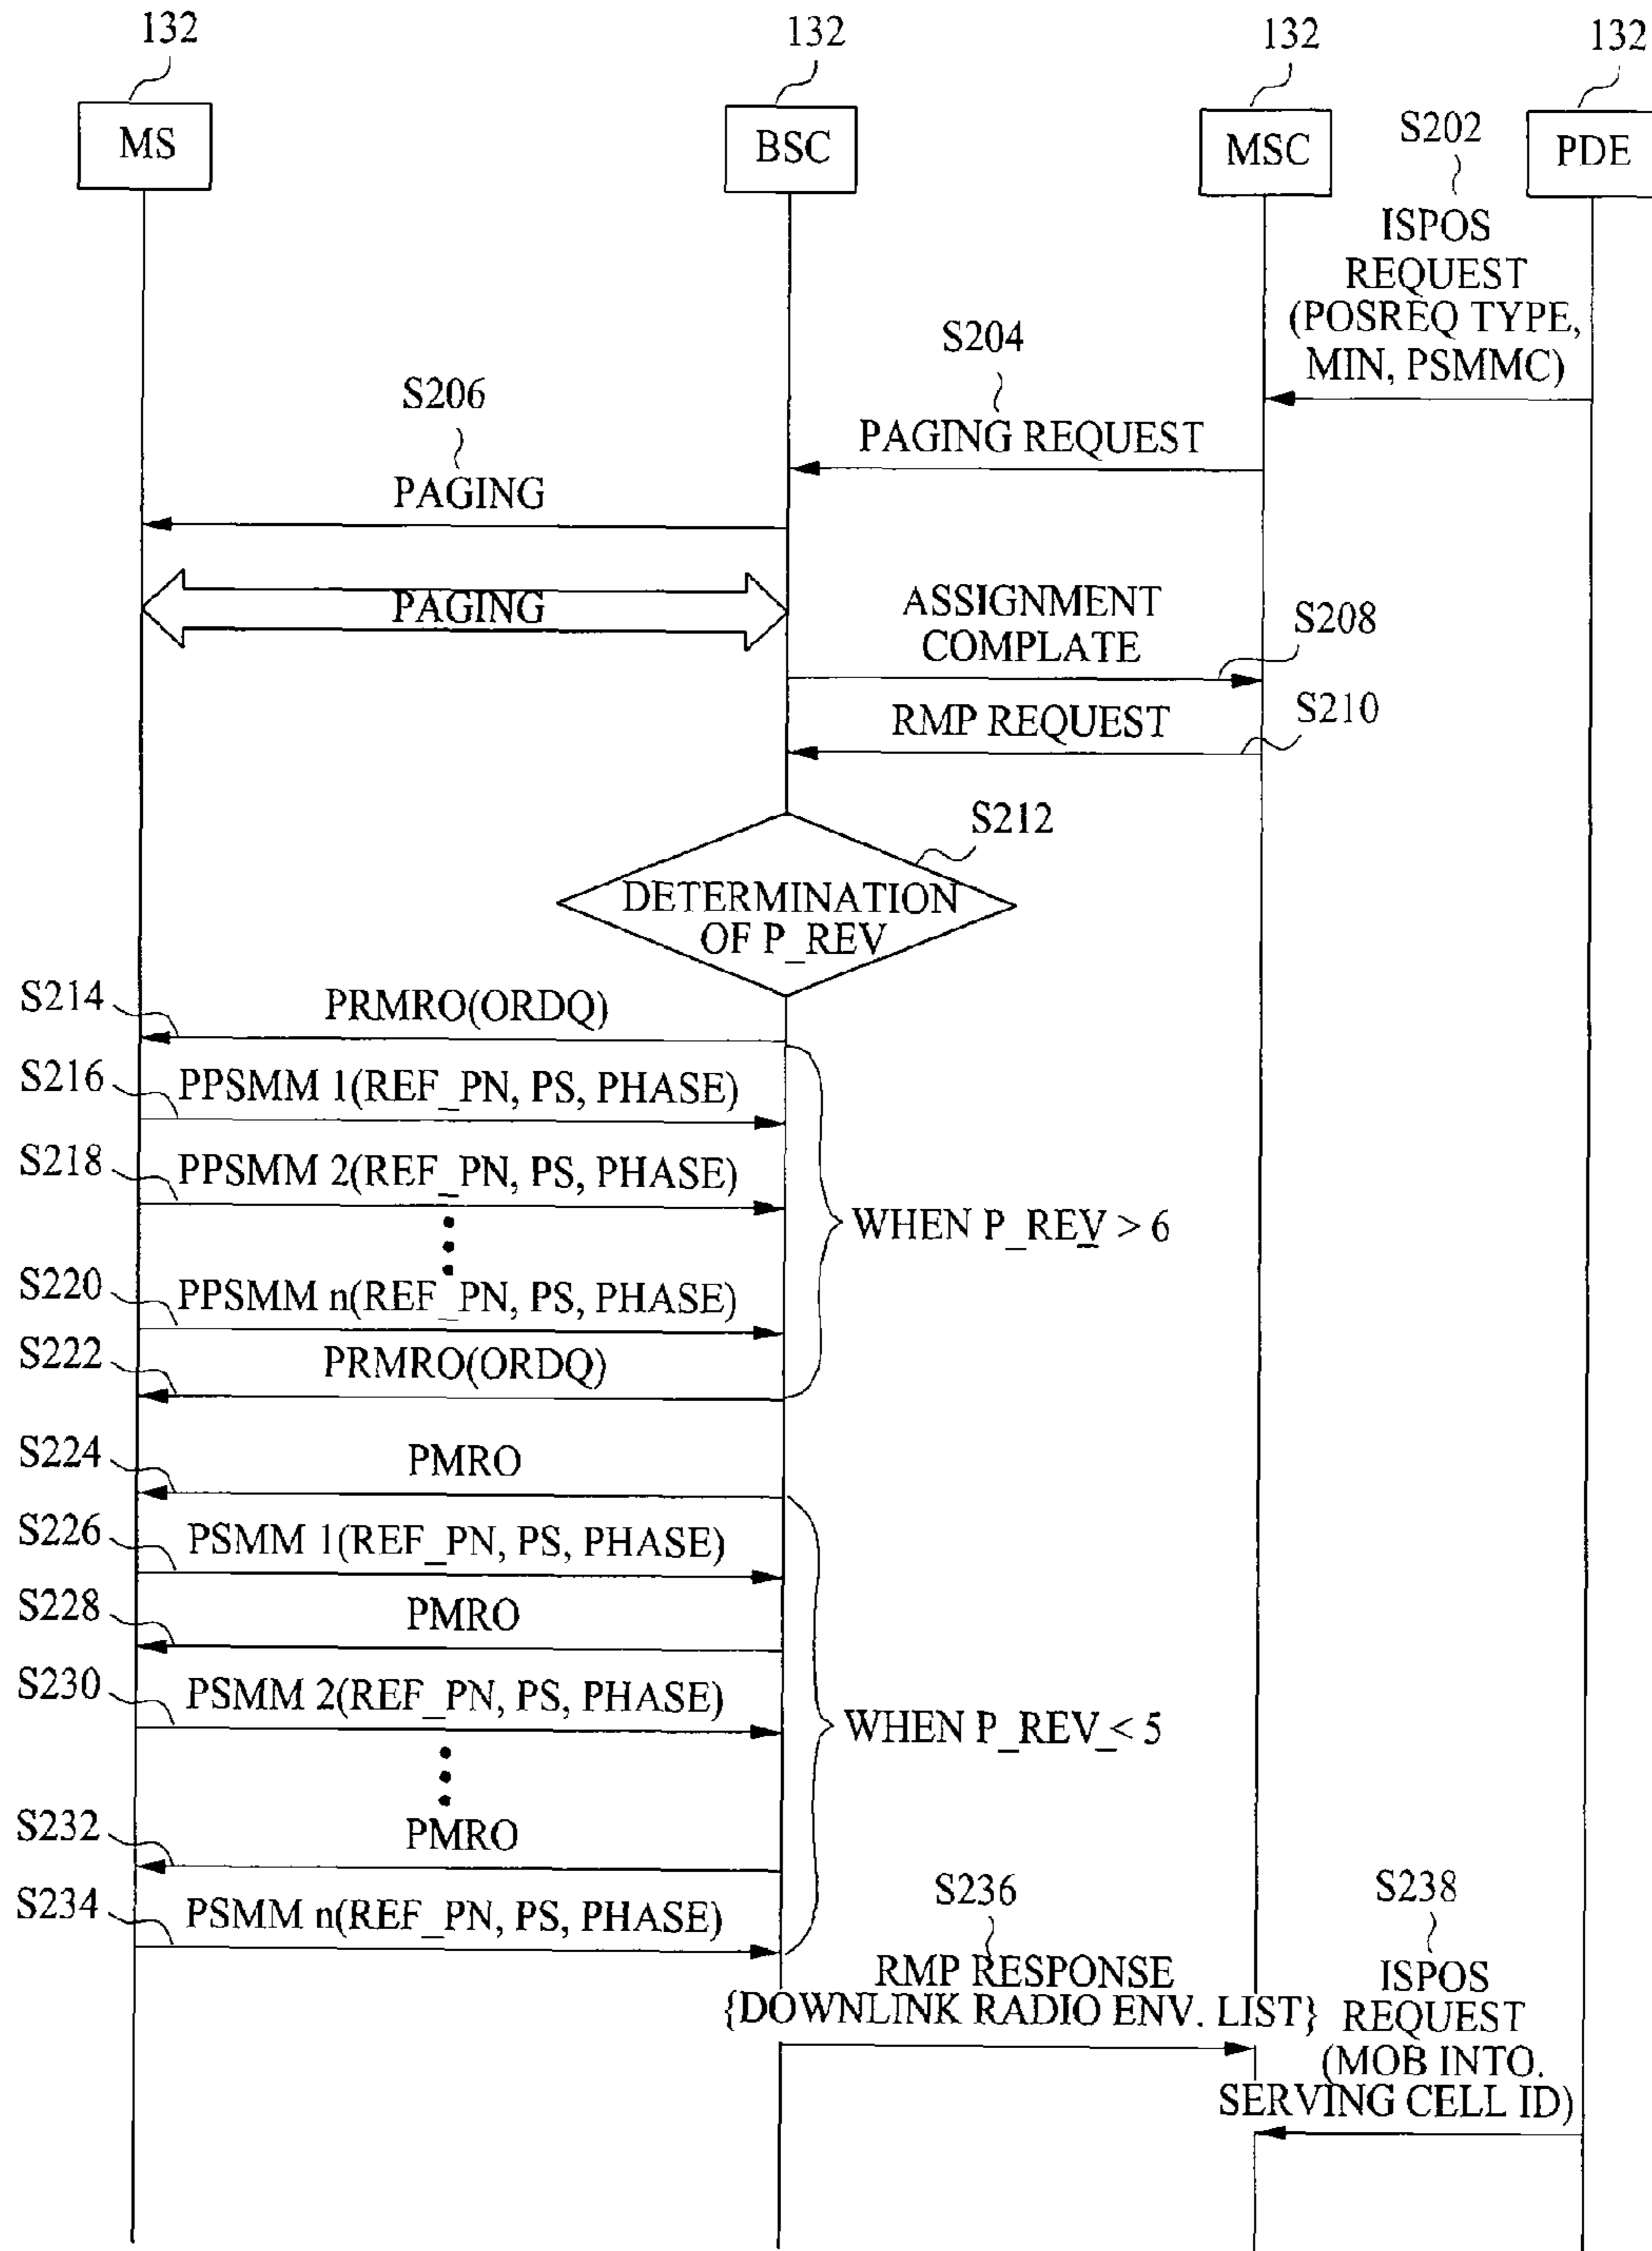 132
132
132
132
MS
BSC
MSC
PDE
S202
ISPOS
REQUEST
(POSREQ TYPE,
MIN, PSMMC)
S204
PAGING REQUEST
S206
PAGING
PAGING
ASSIGNMENT
COMPLATE
S208
RMP REQUEST
S210
S212
DETERMINATION
OF P_REV
S214
PRMRO(ORDQ)
S216
PPSMM 1(REF_PN, PS, PHASE)
S218
PPSMM 2(REF_PN, PS, PHASE)
WHEN P_REV > 6
S220
PPSMM n(REF_PN, PS, PHASE)
S222
PRMRO(ORDQ)
S224
PMRO
S226
PSMM 1(REF_PN, PS, PHASE)
S228
PMRO
S230
PSMM 2(REF_PN, PS, PHASE)
WHEN P_REV_< 5
S232
PMRO
S234
PSMM n(REF_PN, PS, PHASE)
S236
RMP RESPONSE
{DOWNLINK RADIO ENV. LIST}
S238
ISPOS
REQUEST
(MOB INTO.
SERVING CELL ID)